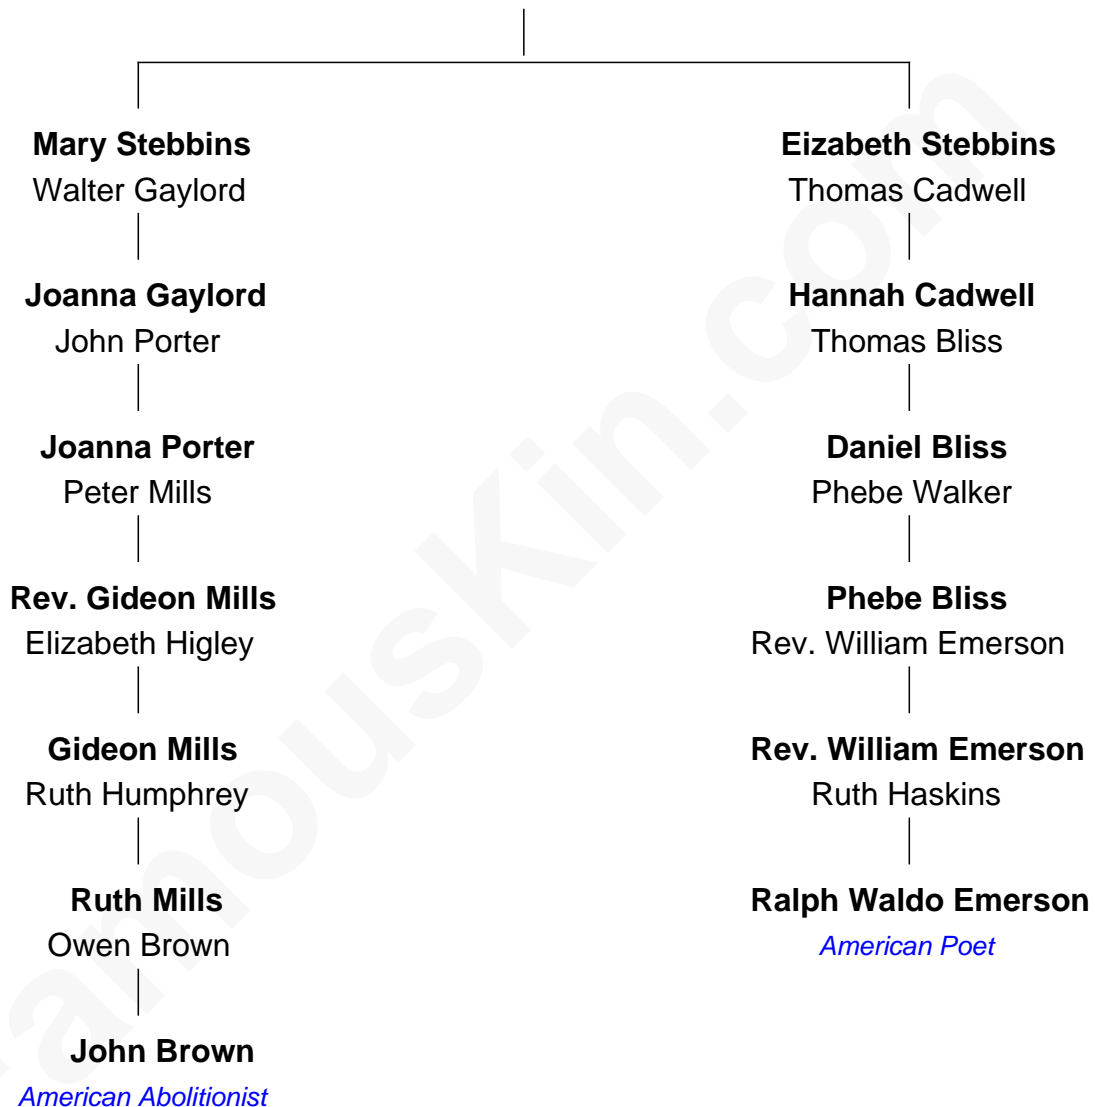 Mary Stebbins
Walter Gaylord
Joanna Gaylord
John Porter
Joanna Porter
Peter Mills
Rev. Gideon Mills
Elizabeth Higley
Gideon Mills
Ruth Humphrey
Ruth Mills
Owen Brown
John Brown
American Abolitionist
Eizabeth Stebbins
Thomas Cadwell
Hannah Cadwell
Thomas Bliss
Daniel Bliss
Phebe Walker
Phebe Bliss
Rev. William Emerson
Rev. William Emerson
Ruth Haskins
Ralph Waldo Emerson
American Poet
amousKin.com